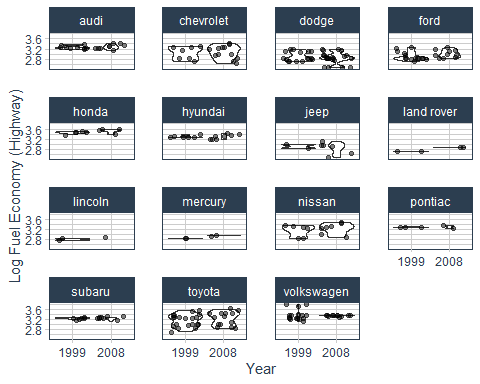 audi chevrolet dodge ford
3.6
3.2
2.8
honda hyundai jeep land rover
3.6
3.2
2.8
lincoln mercury nissan pontiac
3.6
3.2
2.8
1999 2008
subaru toyota volkswagen
3.6
3.2
2.8
1999 2008 1999 2008 1999 2008
Year
Log Fuel Economy (Highway)